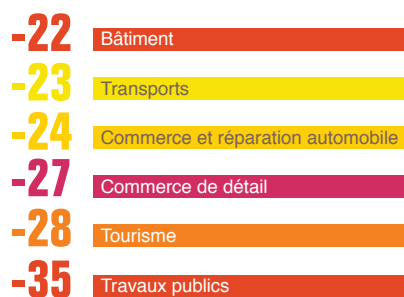 -22 Bâtiment
-23 Transports
-24 Commerce et réparation automobile
-27 Commerce de détail
-28 Tourisme
-35 Travaux publics